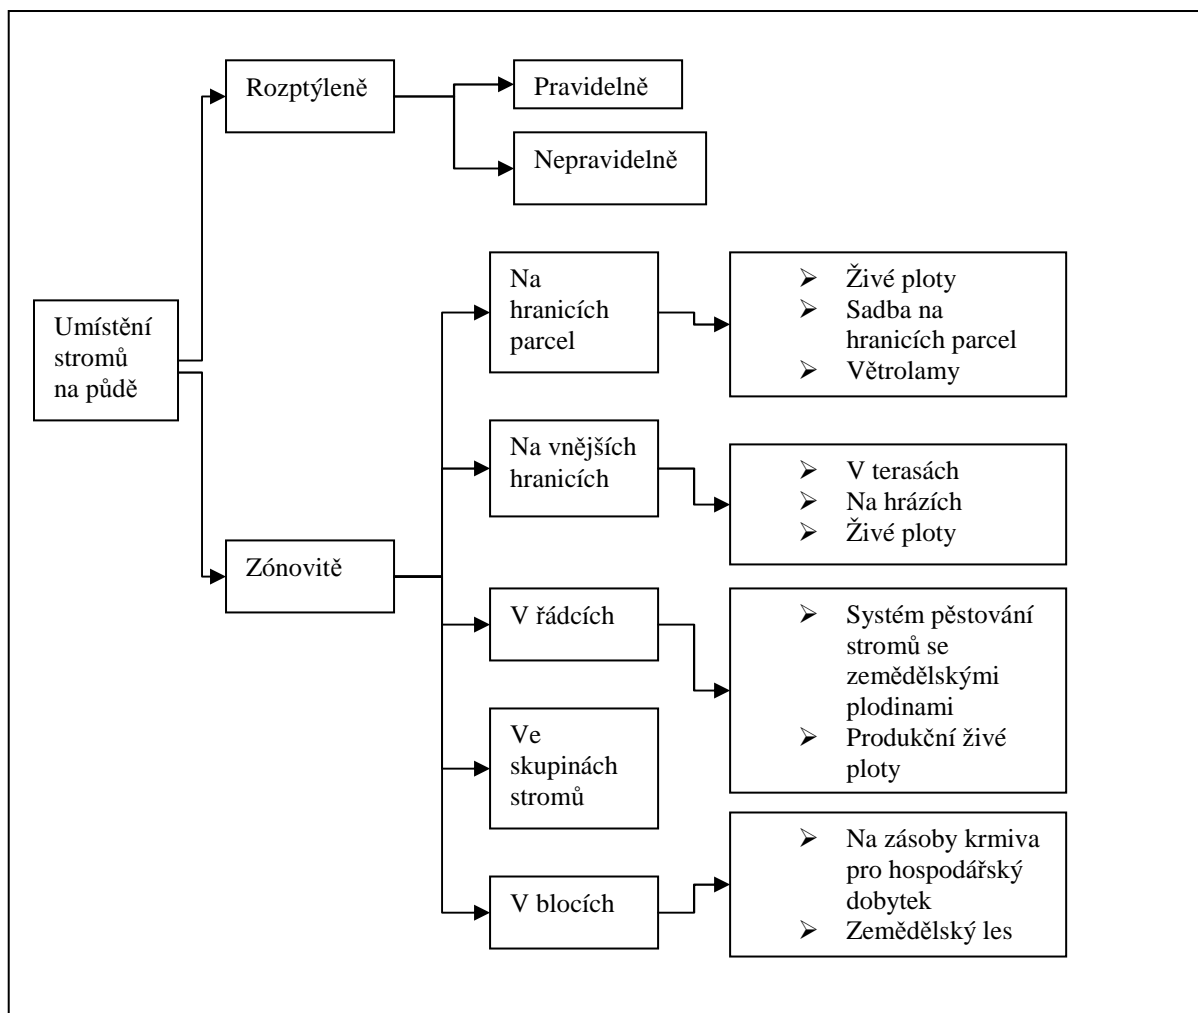 Rozptýleně
Pravidelně
Nepravidelně
Umístění
stromů
na půdě
Zónovitě
Na
hranicích
parcel
➢ Živé ploty
➢ Sadba na
hranicích parcel
➢ Větrolamy
Na vnějších
hranicích
➢ V terasách
➢ Na hrázích
➢ Živé ploty
V řádcích
➢ Systém pěstování
stromů se
zemědělskými
plodinami
➢ Produkční živé
ploty
Ve
skupinách
stromů
V blocích
➢ Na zásoby krmiva
pro hospodářský
dobytek
➢ Zemědělský les